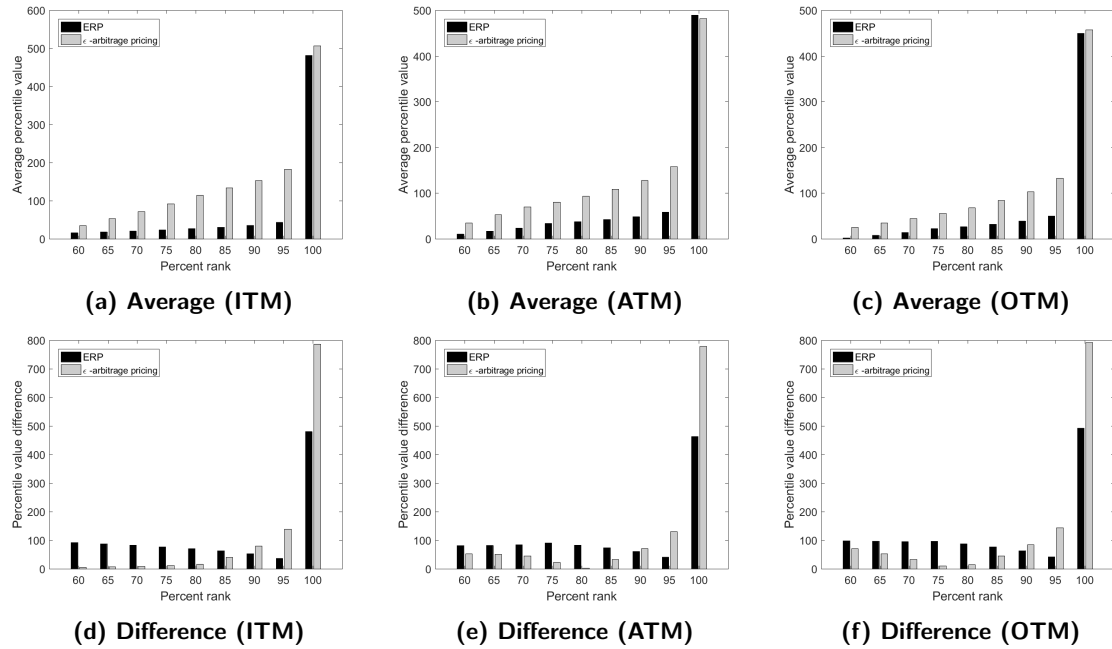 600
500
400
300
200
100
0
ERP
ϵ -arbitrage pricing
Average percentile value
60 65 70 75 80 85 90 95 100
Percent rank
(a) Average (ITM)
500
400
300
200
100
0
ERP
ϵ -arbitrage pricing
Average percentile value
60 65 70 75 80 85 90 95 100
Percent rank
(b) Average (ATM)
500
400
300
200
100
0
ERP
ϵ -arbitrage pricing
Average percentile value
60 65 70 75 80 85 90 95 100
Percent rank
(c) Average (OTM)
800
700
600
500
400
300
200
100
0
ERP
ϵ -arbitrage pricing
Percentile value difference
60 65 70 75 80 85 90 95 100
Percent rank
(d) Difference (ITM)
800
700
600
500
400
300
200
100
0
ERP
ϵ -arbitrage pricing
Percentile value difference
60 65 70 75 80 85 90 95 100
Percent rank
(e) Difference (ATM)
800
700
600
500
400
300
200
100
0
ERP
ϵ -arbitrage pricing
Percentile value difference
60 65 70 75 80 85 90 95 100
Percent rank
(f) Difference (OTM)